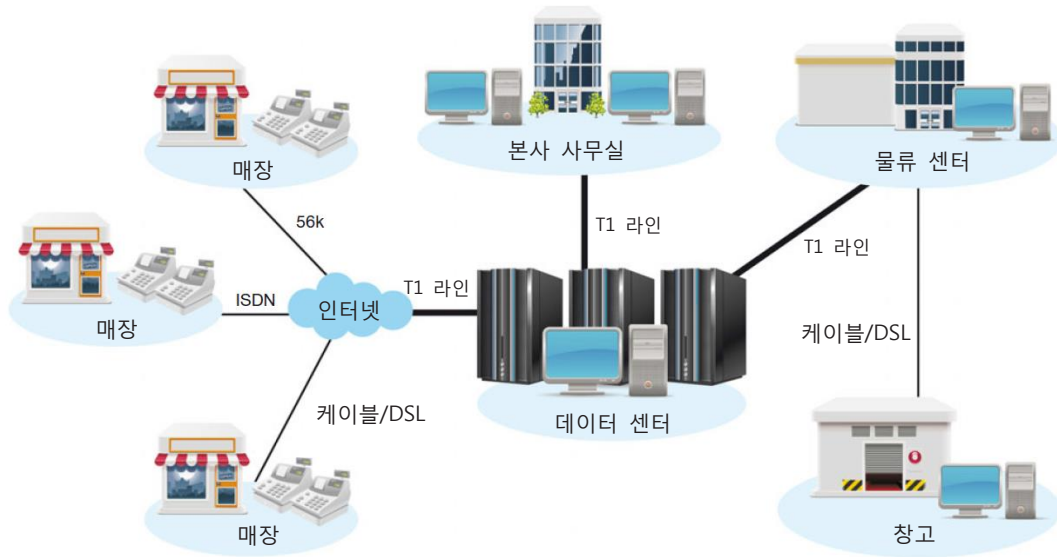 본사 사무실
물류 센터
매장
56k
T1 라인
T1 라인
ISDN
인터넷
T1 라인
매장
케이블/DSL
케이블/DSL
데이터 센터
매장
창고